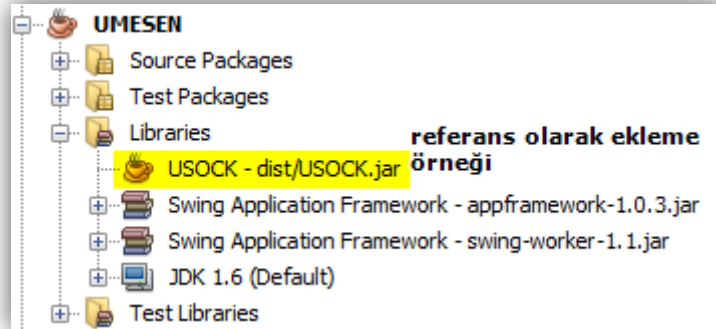 UMESEN
Source Packages
Test Packages
Libraries
referans olarak ekleme
örneği
USOCK - dist/USOCK.jar
Swing Application Framework - appframework-1.0.3.jar
Swing Application Framework - swing-worker-1.1.jar
JDK 1.6 (Default)
Test Libraries